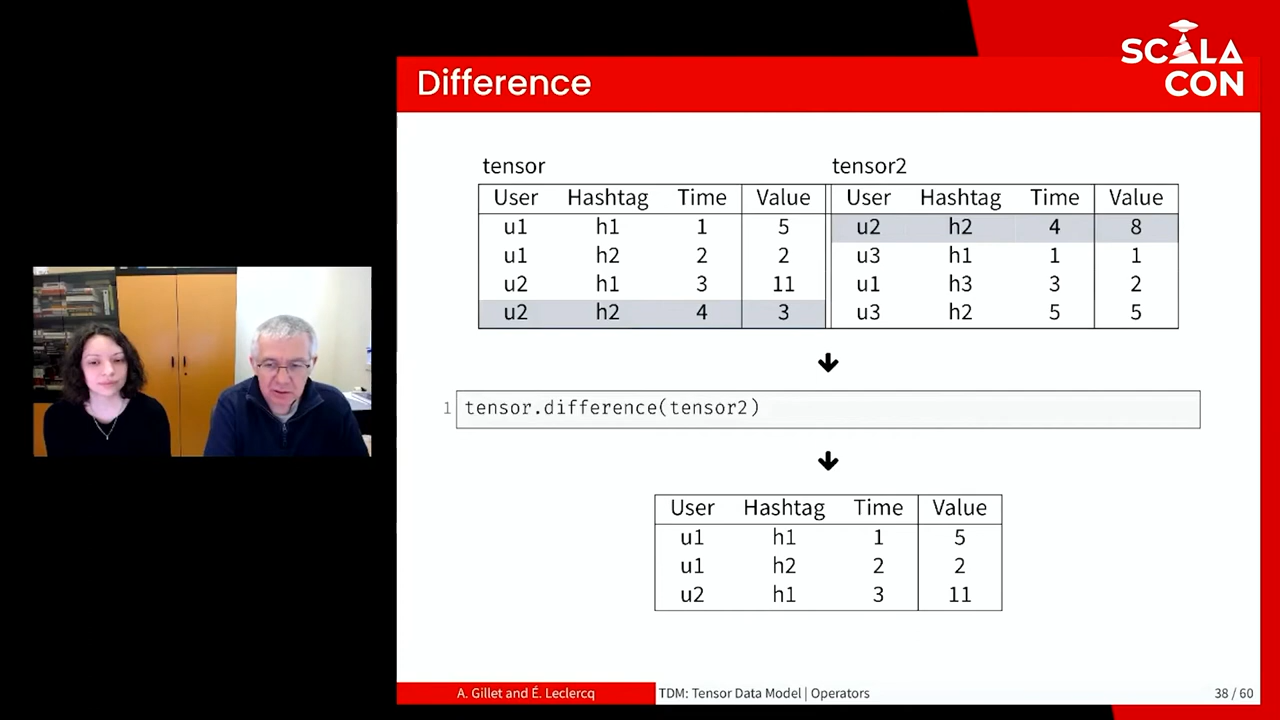 SCALA
CON
Difference
tensor
tensor2
User Hashtag Time Value User Hashtag Time Value
u1 h1 1 5 u2 h2 4 8
u1 h2 2 2 u3 h1 1 1
u2 h1 3 11 u1 h3 3 2
u2 h2 4 3 u3 h2 5 5
1 tensor.difference(tensor2)
User Hashtag Time Value
u1 h1 1 5
u1 h2 2 2
u2 h1 3 11
A. Gillet and É. Leclercq
TDM: Tensor Data Model | Operators
38 / 60